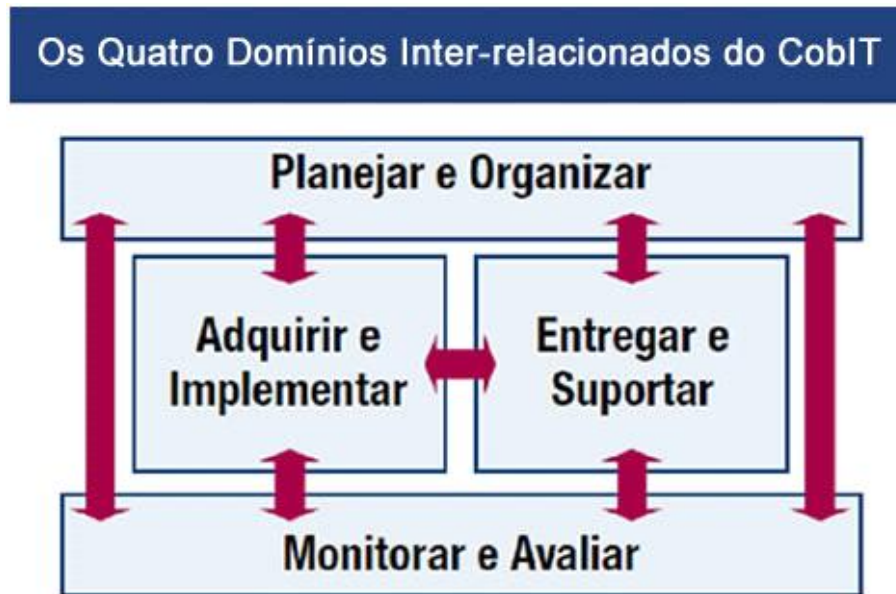 Os Quatro Domínios Inter-relacionados do CobIT
Planejar e Organizar
Adquirir e
Implementar
Entregar e
Suportar
Monitorar e Avaliar